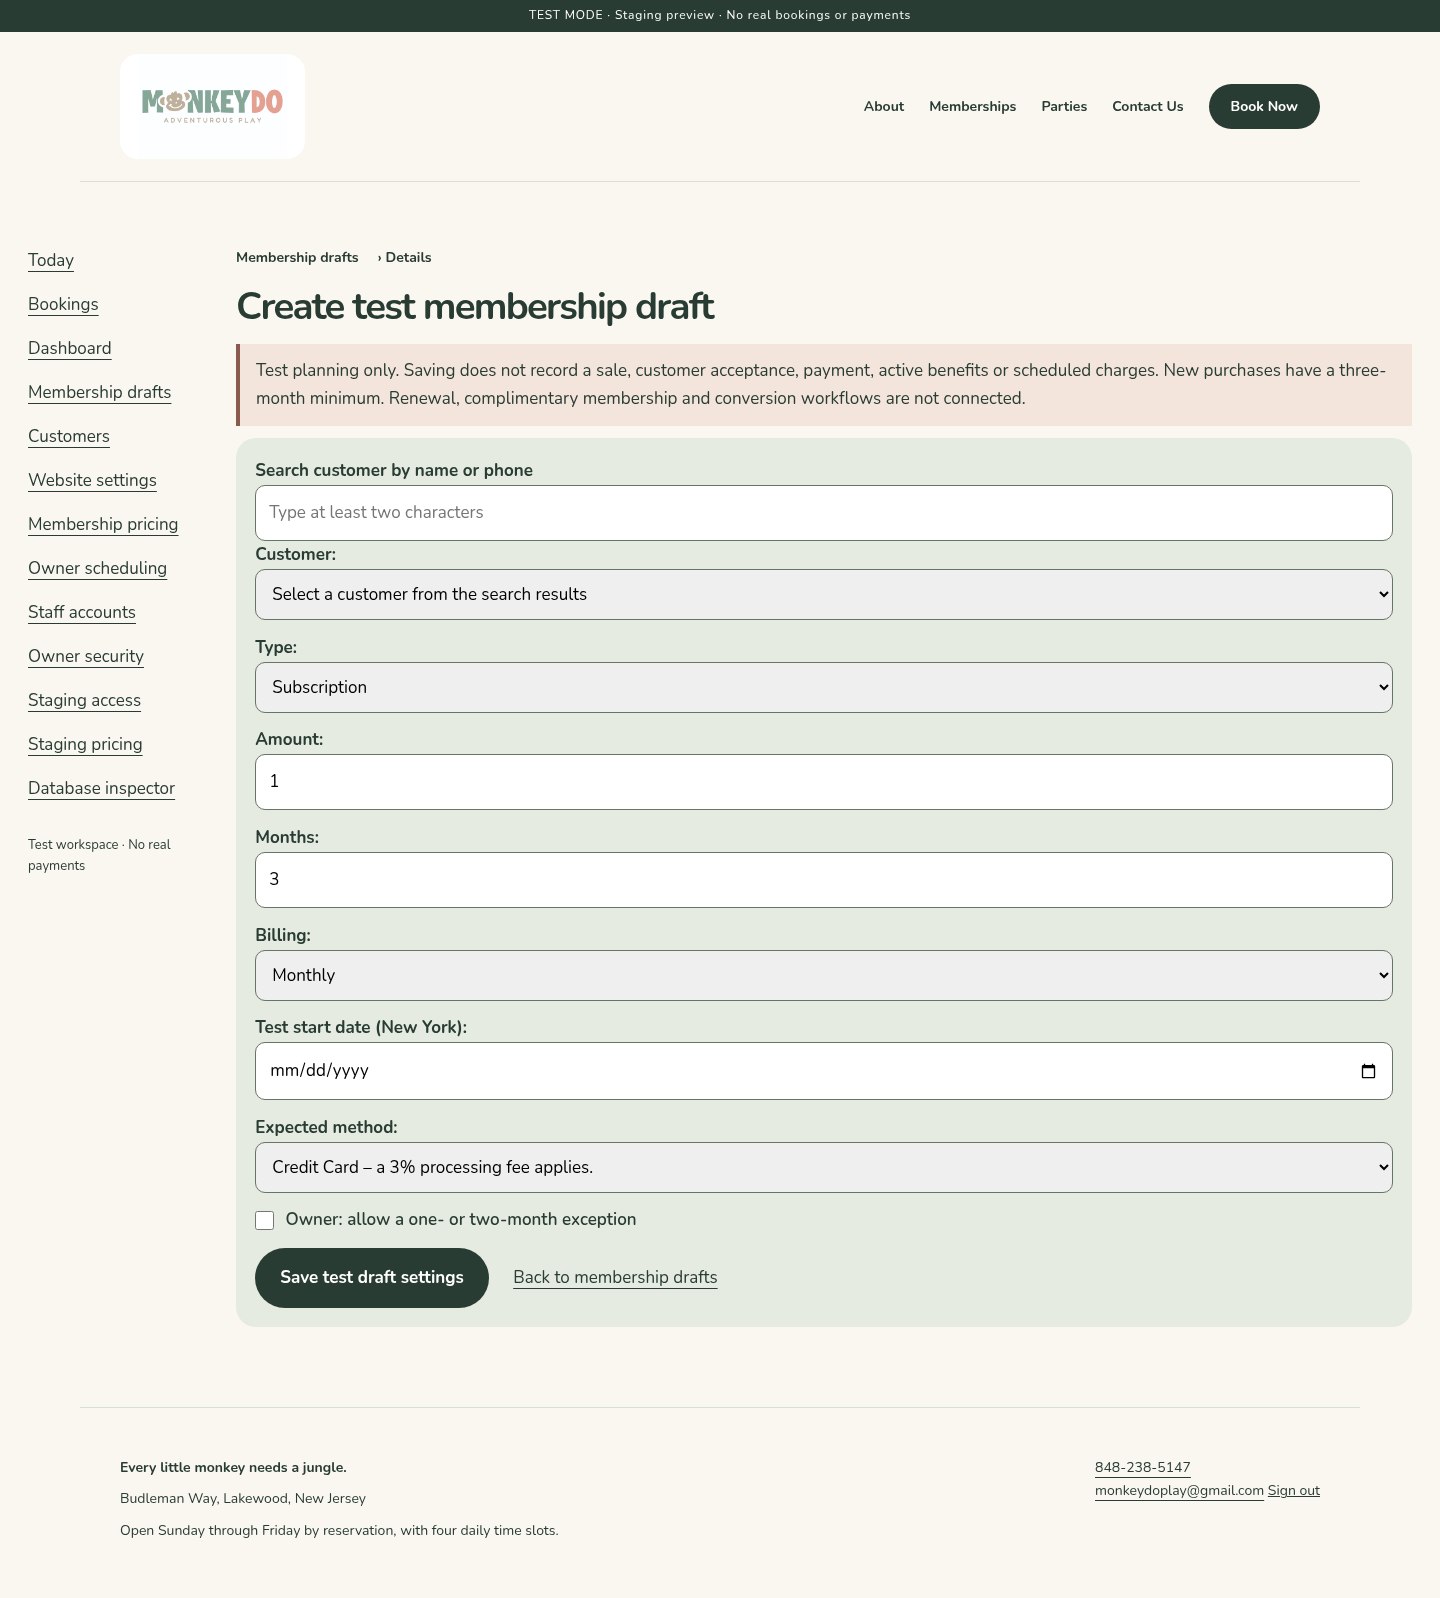 TEST MODE · Staging preview · No real bookings or payments
MONKEYDO
ADVENTUROUS PLAY
About
Memberships
Parties
Contact Us
Book Now
Today
Bookings
Dashboard
Membership drafts
Customers
Website settings
Membership pricing
Owner scheduling
Staff accounts
Owner security
Staging access
Staging pricing
Database inspector
Test workspace · No real
payments
Membership drafts › Details
Create test membership draft
Test planning only. Saving does not record a sale, customer acceptance, payment, active benefits or scheduled charges. New purchases have a three-
month minimum. Renewal, complimentary membership and conversion workflows are not connected.
Search customer by name or phone
Type at least two characters
Customer:
Select a customer from the search results
Type:
Subscription
Amount:
1
Months:
3
Billing:
Monthly
Test start date (New York):
mm/dd/yyyy
Expected method:
Credit Card – a 3% processing fee applies.
Owner: allow a one- or two-month exception
Save test draft settings
Back to membership drafts
Every little monkey needs a jungle.
Budleman Way, Lakewood, New Jersey
Open Sunday through Friday by reservation, with four daily time slots.
848-238-5147
monkeydoplay@gmail.com Sign out